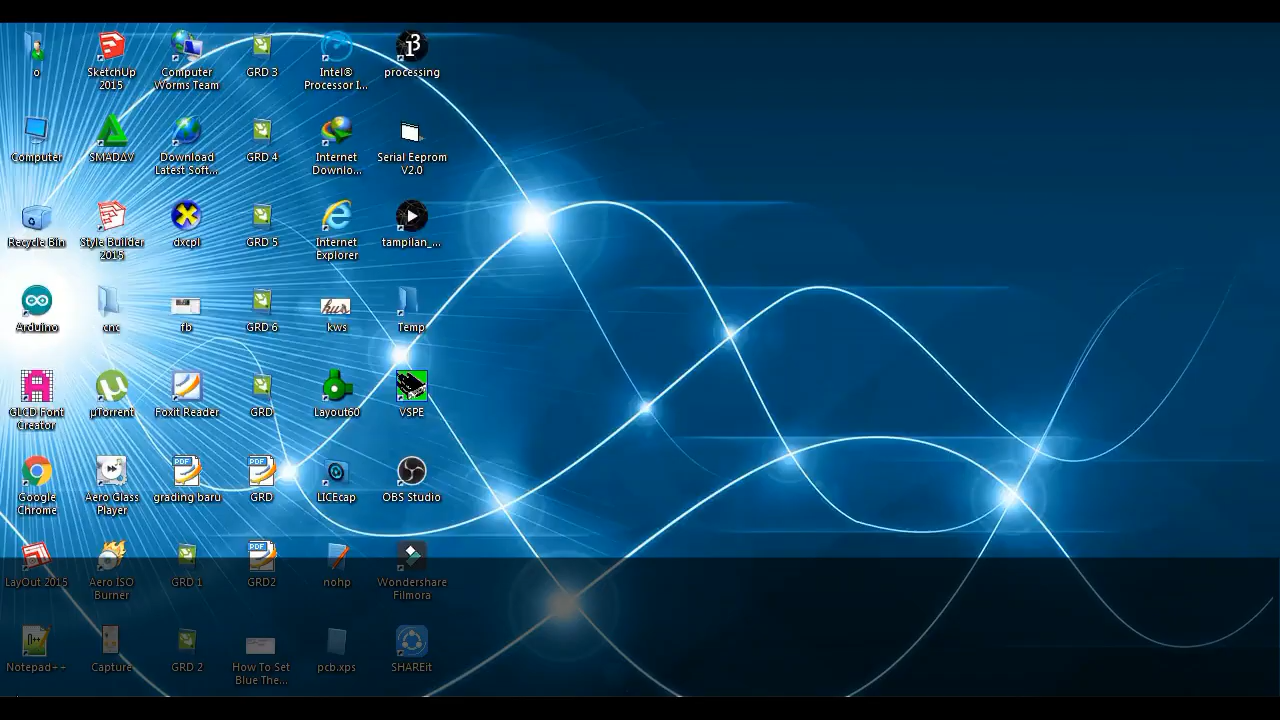 o
SketchUp
2015
Computer
Worms Team
GRD 3
Intel®
Processor I...
processing
Computer
SMADΔV
Download
Latest Soft...
GRD 4
Internet
Downlo...
Serial Eeprom
V2.0
Recycle Bin
Style Builder
2015
dxcpl
GRD 5
Internet
Explorer
tampilan_...
Arduino
cnc
fb
GRD 6
kws
Temp
GLCD Font
Creator
µTorrent
Foxit Reader
GRD
Layout60
VSPE
Google
Chrome
Aero Glass
Player
PDF
grading baru
PDF
GRD
LICEcap
OBS Studio
LayOut 2015
Aero ISO
Burner
GRD 1
PDF
GRD2
nohp
Wondershare
Filmora
Notepad++
Capture
GRD 2
How To Set
Blue The...
pcb.xps
SHAREit